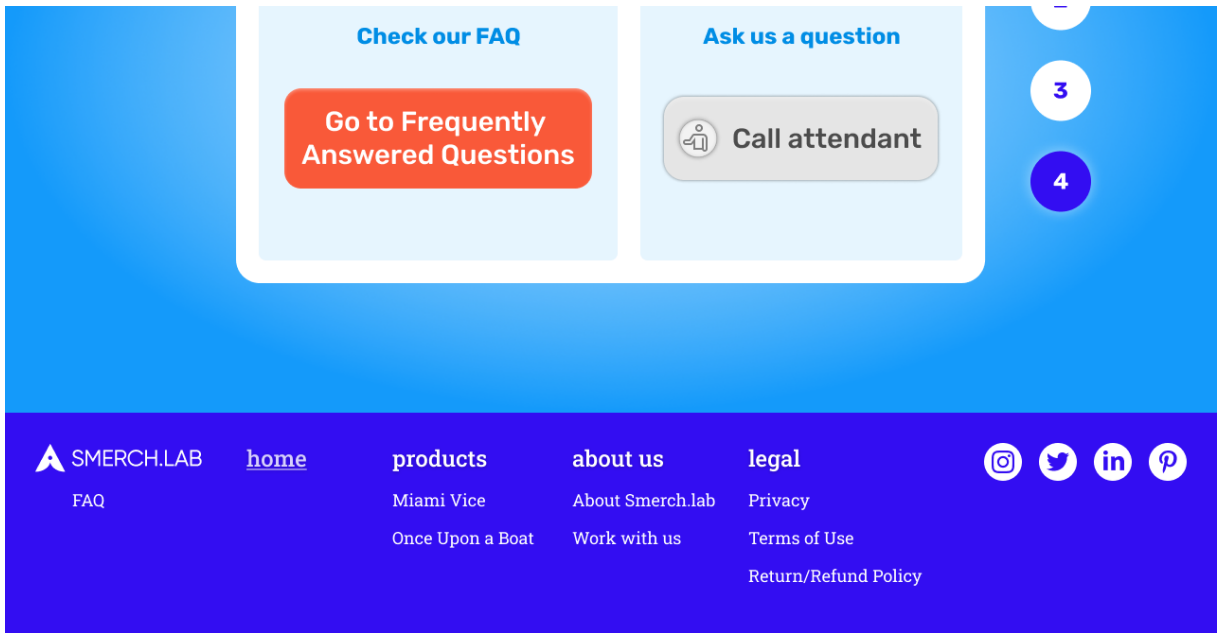 Check our FAQ
Go to Frequently
Answered Questions
Ask us a question
Call attendant
3
4
SMERCH.LAB
FAQ
home
products
Miami Vice
Once Upon a Boat
about us
About Smerch.lab
Work with us
legal
Privacy
Terms of Use
Return/Refund Policy
in